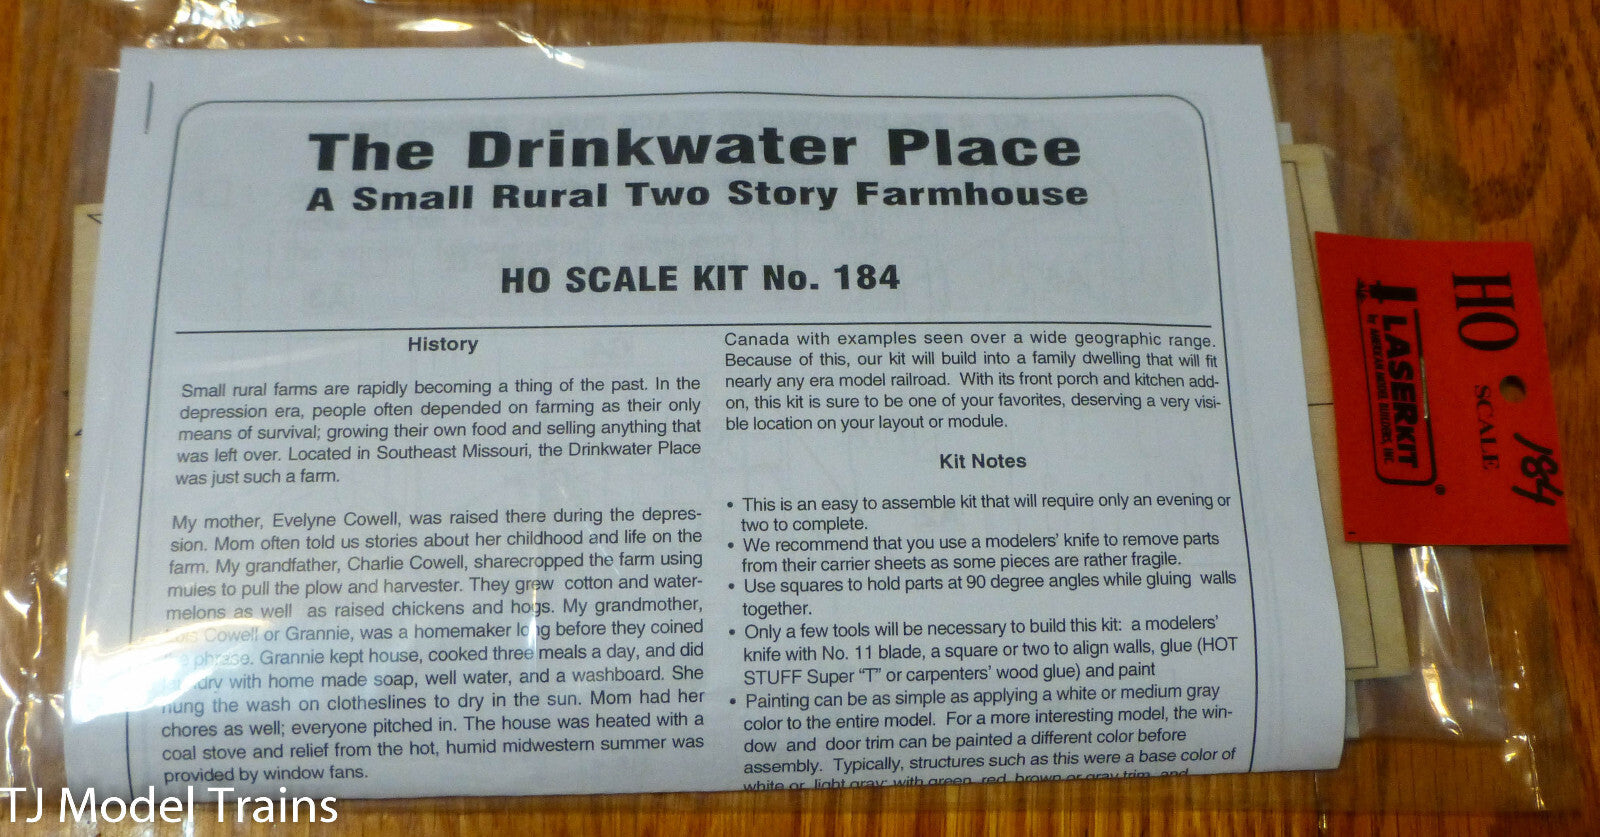 The Drinkwater Place
A Small Rural Two Story Farmhouse
HO SCALE KIT No. 184
History
Small rural farms are rapidly becoming a thing of the past. In the
depression era, people often depended on farming as their only
means of survival; growing their own food and selling anything that
was left over. Located in Southeast Missouri, the Drinkwater Place
was just such a farm.
My mother, Evelyne Cowell, was raised there during the depres-
sion. Mom often told us stories about her childhood and life on the
farm. My grandfather, Charlie Cowell, sharecropped the farm using
mules to pull the plow and harvester. They grew cotton and water-
melons as well as raised chickens and hogs. My grandmother,
Cowell or Grannie, was a homemaker long before they coined
the phrase. Grannie kept house, cooked three meals a day, and did
laundry with home made soap, well water, and a washboard. She
hung the wash on clotheslines to dry in the sun. Mom had her
chores as well; everyone pitched in. The house was heated with a
coal stove and relief from the hot, humid midwestern summer was
provided by window fans.
Canada with examples seen over a wide geographic range.
Because of this, our kit will build into a family dwelling that will fit
nearly any era model railroad. With its front porch and kitchen add-
on, this kit is sure to be one of your favorites, deserving a very visi-
ble location on your layout or module.
Kit Notes
• This is an easy to assemble kit that will require only an evening or
two to complete.
• We recommend that you use a modelers' knife to remove parts
from their carrier sheets as some pieces are rather fragile.
• Use squares to hold parts at 90 degree angles while gluing walls
together.
• Only a few tools will be necessary to build this kit: a modelers'
knife with No. 11 blade, a square or two to align walls, glue (HOT
STUFF Super "T" or carpenters' wood glue) and paint
• Painting can be as simple as applying a white or medium gray
color to the entire model. For a more interesting model, the win-
dow and door trim can be painted a different color before
assembly. Typically, structures such as this were a base color of
white or light gray; with green, red, brown or gray trim and
HO
SCALE
184
LASERKIT®
by AMERICAN MODEL BUILDERS, INC.
TJ Model Trains